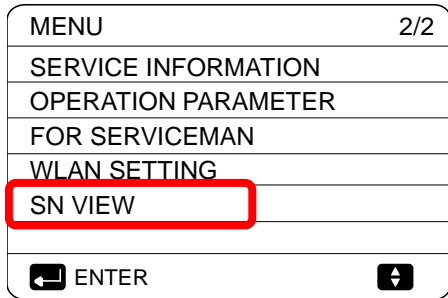 MENU 2/2
SERVICE INFORMATION
OPERATION PARAMETER
FOR SERVICEMAN
WLAN SETTING
SN VIEW
ENTER